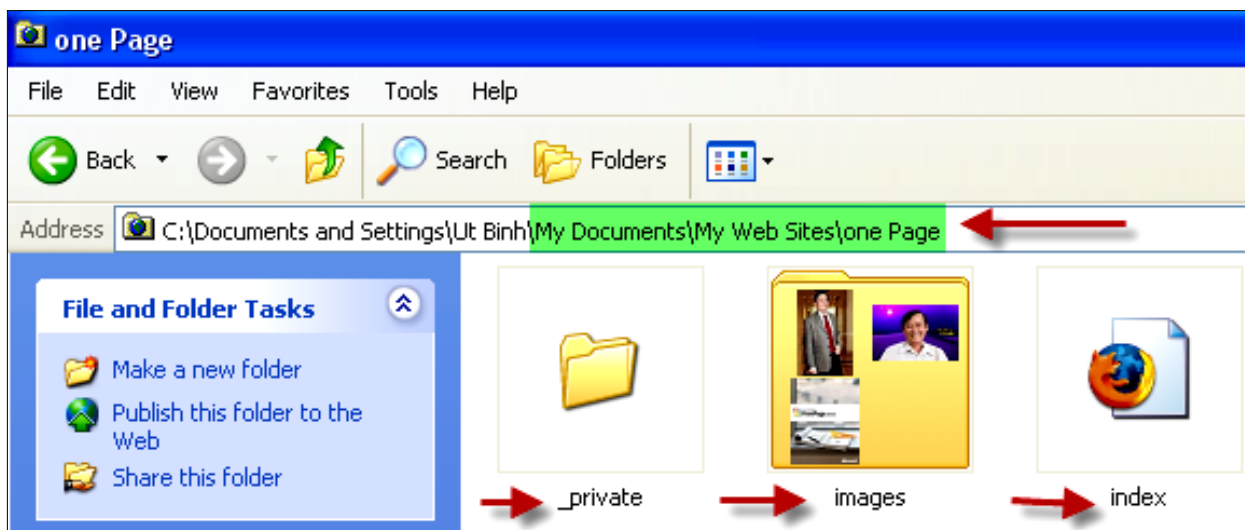 one Page
File Edit View Favorites Tools Help
Back Search Folders
Address C:\Documents and Settings\Ut Binh\My Documents\My Web Sites\one Page
File and Folder Tasks
Make a new folder
Publish this folder to the
Web
Share this folder
_private images index